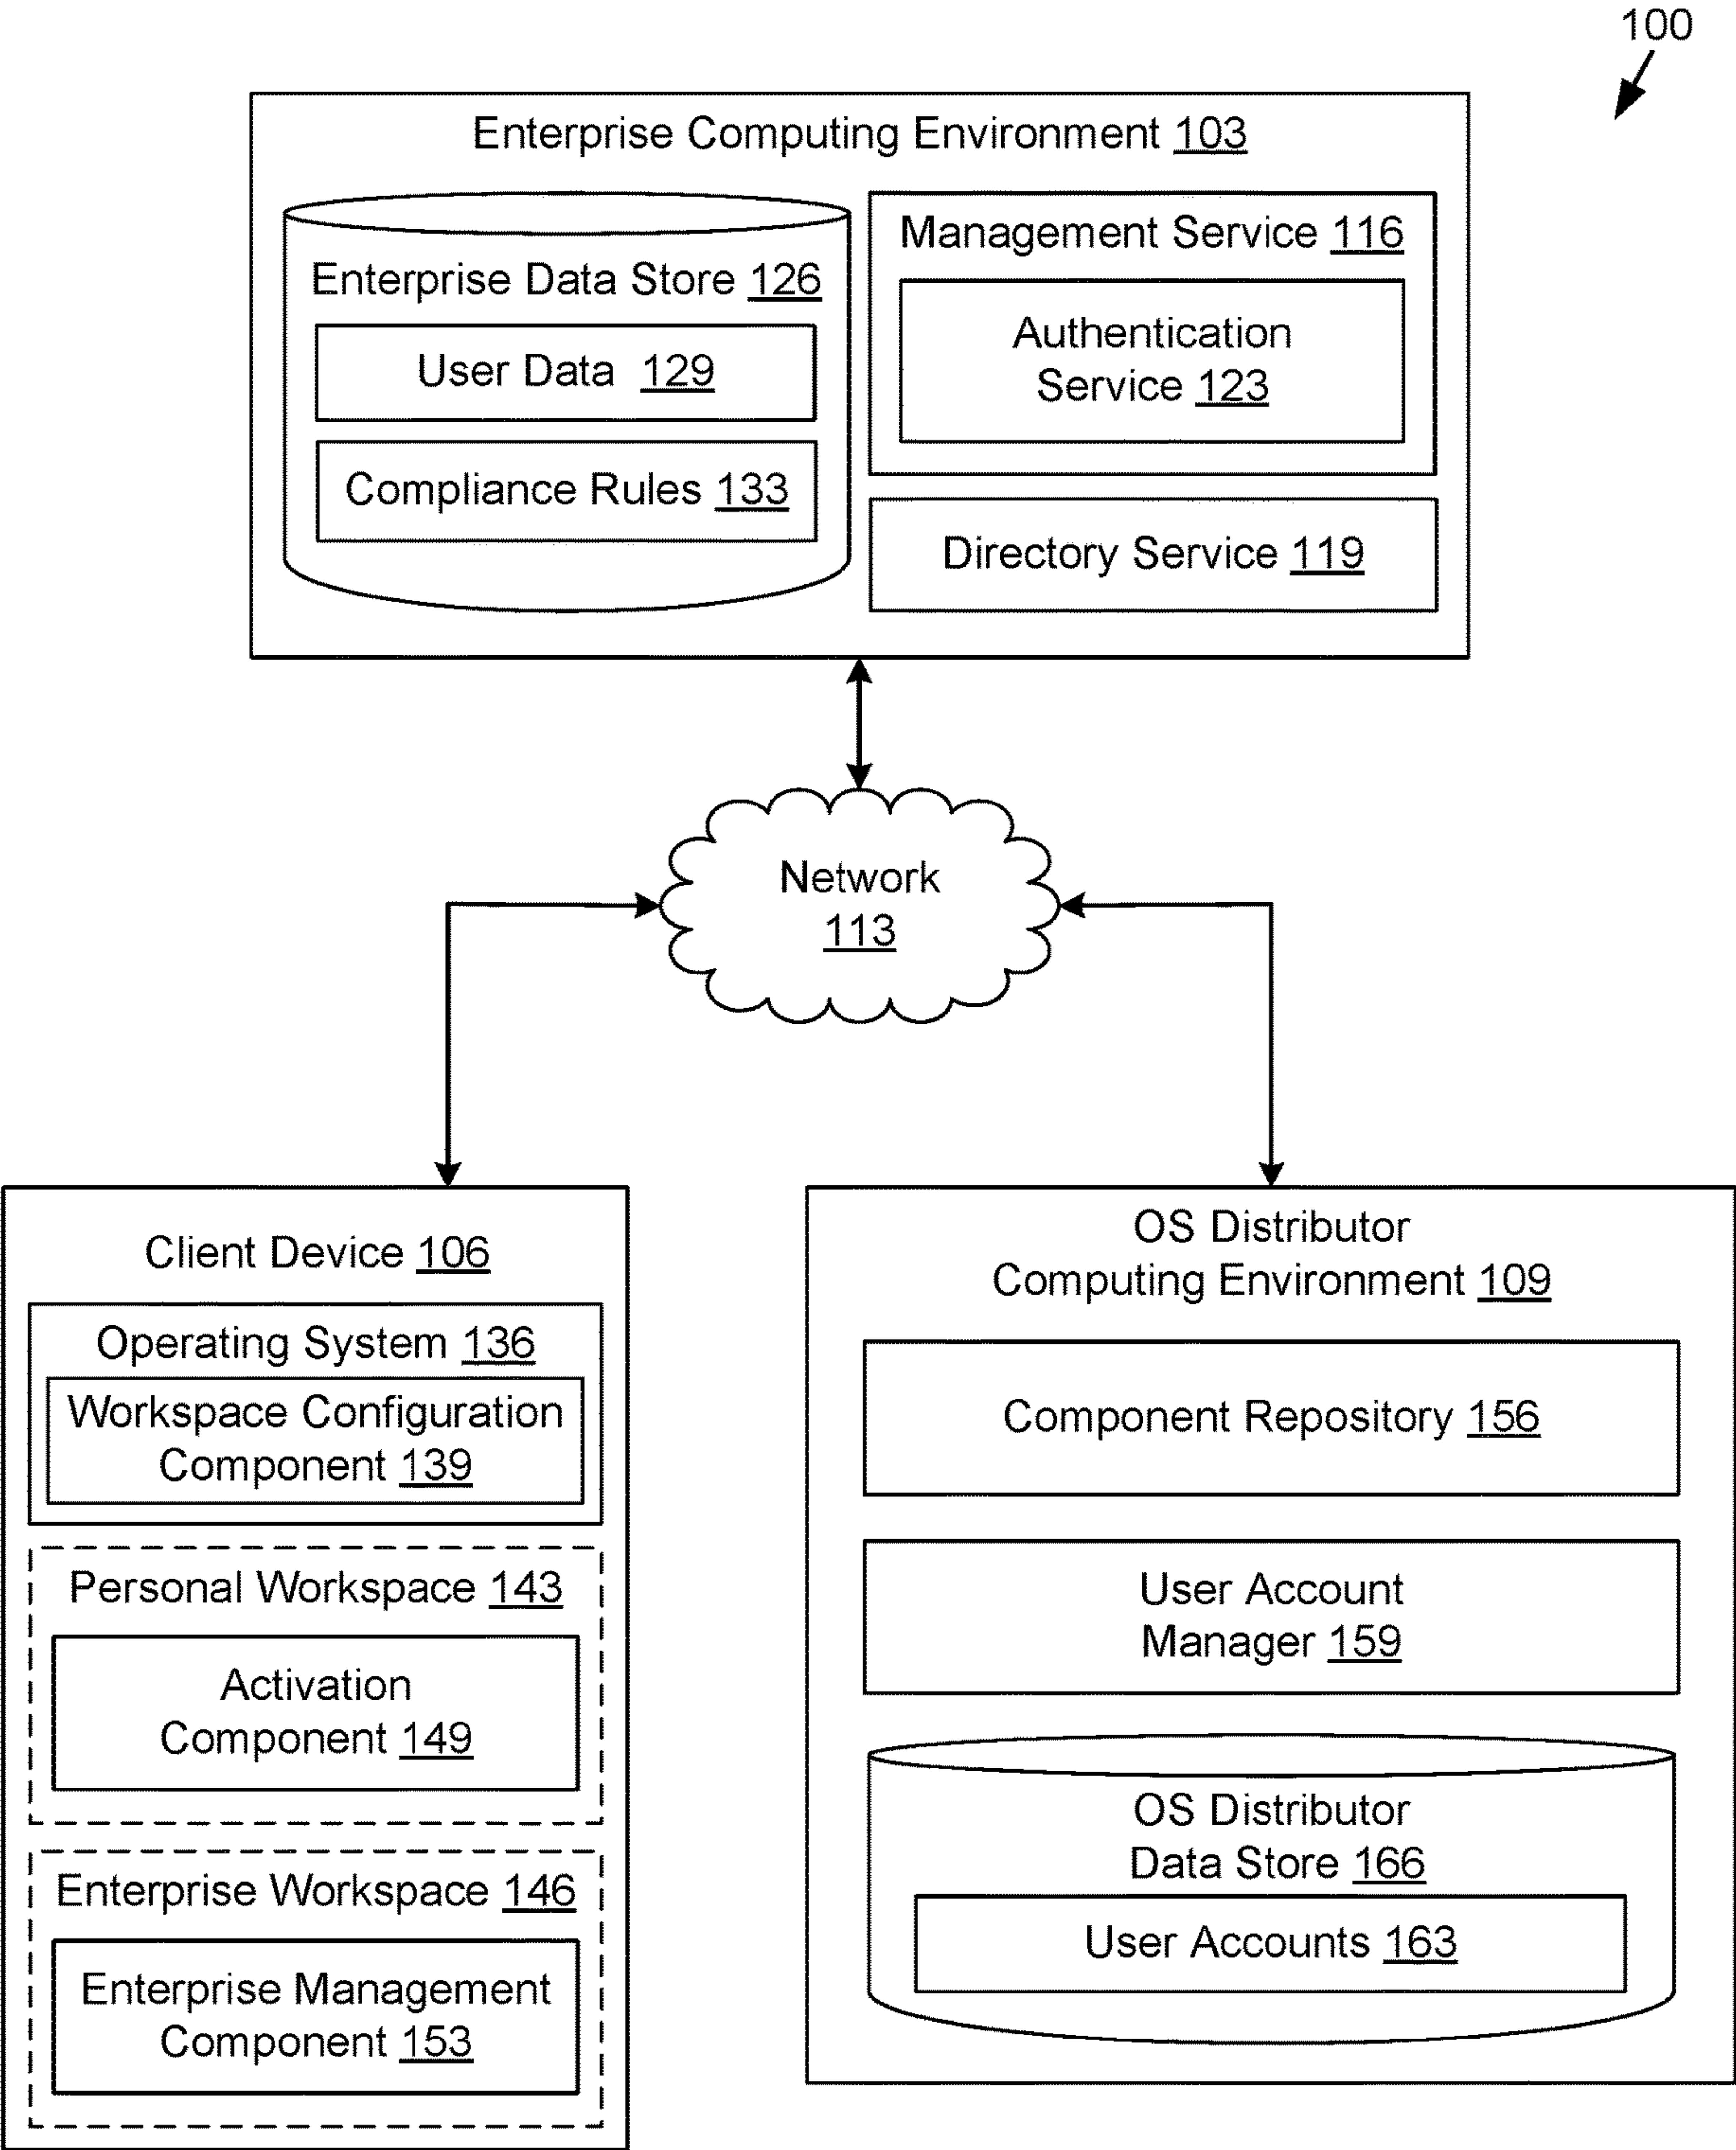 100
Enterprise Computing Environment 103
Enterprise Data Store 126
User Data 129
Compliance Rules 133
Management Service 116
Authentication
Service 123
Directory Service 119
Network
113
Client Device 106
Operating System 136
Workspace Configuration
Component 139
Personal Workspace 143
Activation
Component 149
Enterprise Workspace 146
Enterprise Management
Component 153
OS Distributor
Computing Environment 109
Component Repository 156
User Account
Manager 159
OS Distributor
Data Store 166
User Accounts 163